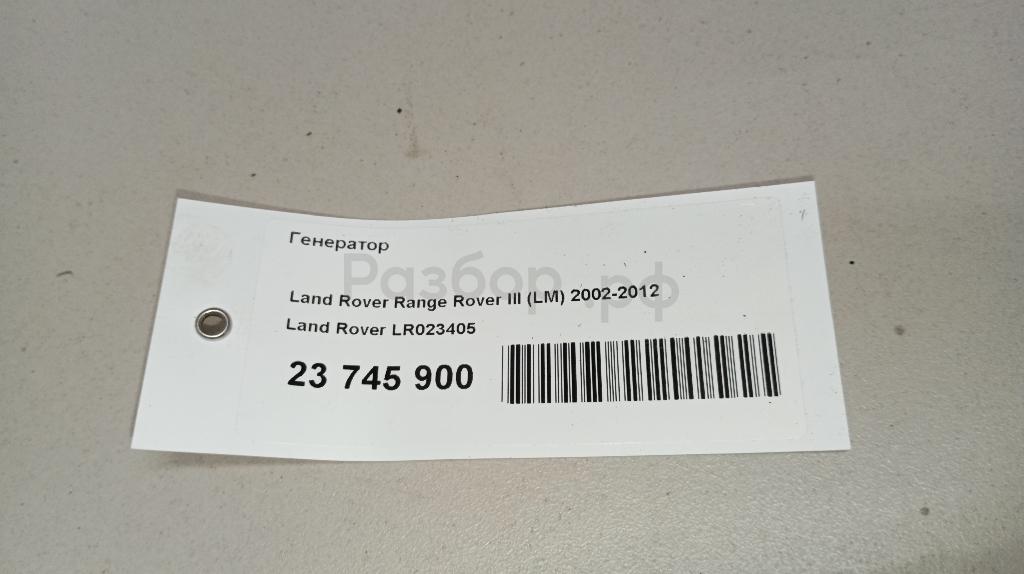 Генератор
Разбор.рф
Land Rover Range Rover III (LM) 2002-2012
Land Rover LR023405
23 745 900